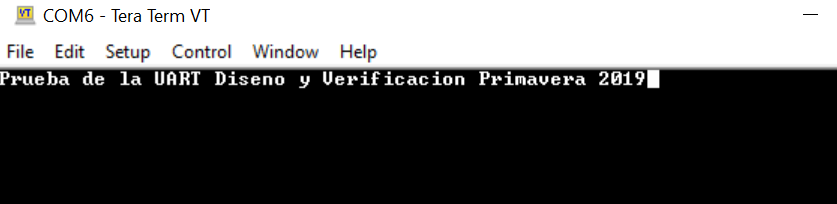 COM6 - Tera Term VT
File Edit Setup Control Window Help
Prueba de la UART Diseno y Verificacion Primavera 2019